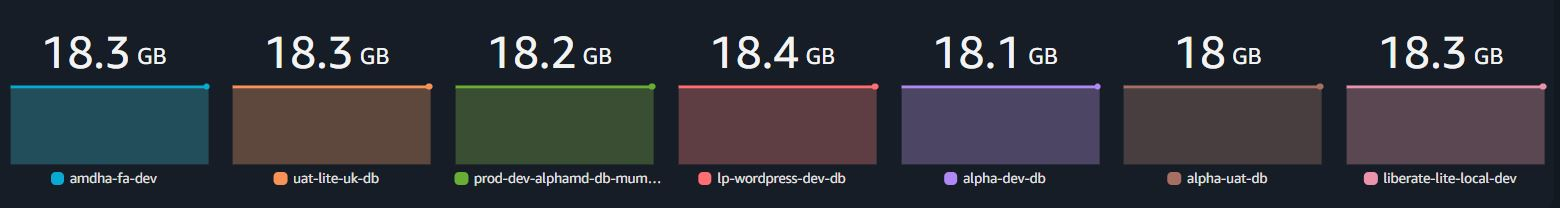 18.3 GB 18.3 GB 18.2 GB 18.4 GB 18.1 GB 18 GB 18.3 GB
amdha-fa-dev uat-lite-uk-db prod-dev-alphamd-db-mum… lp-wordpress-dev-db alpha-dev-db alpha-uat-db liberate-lite-local-dev